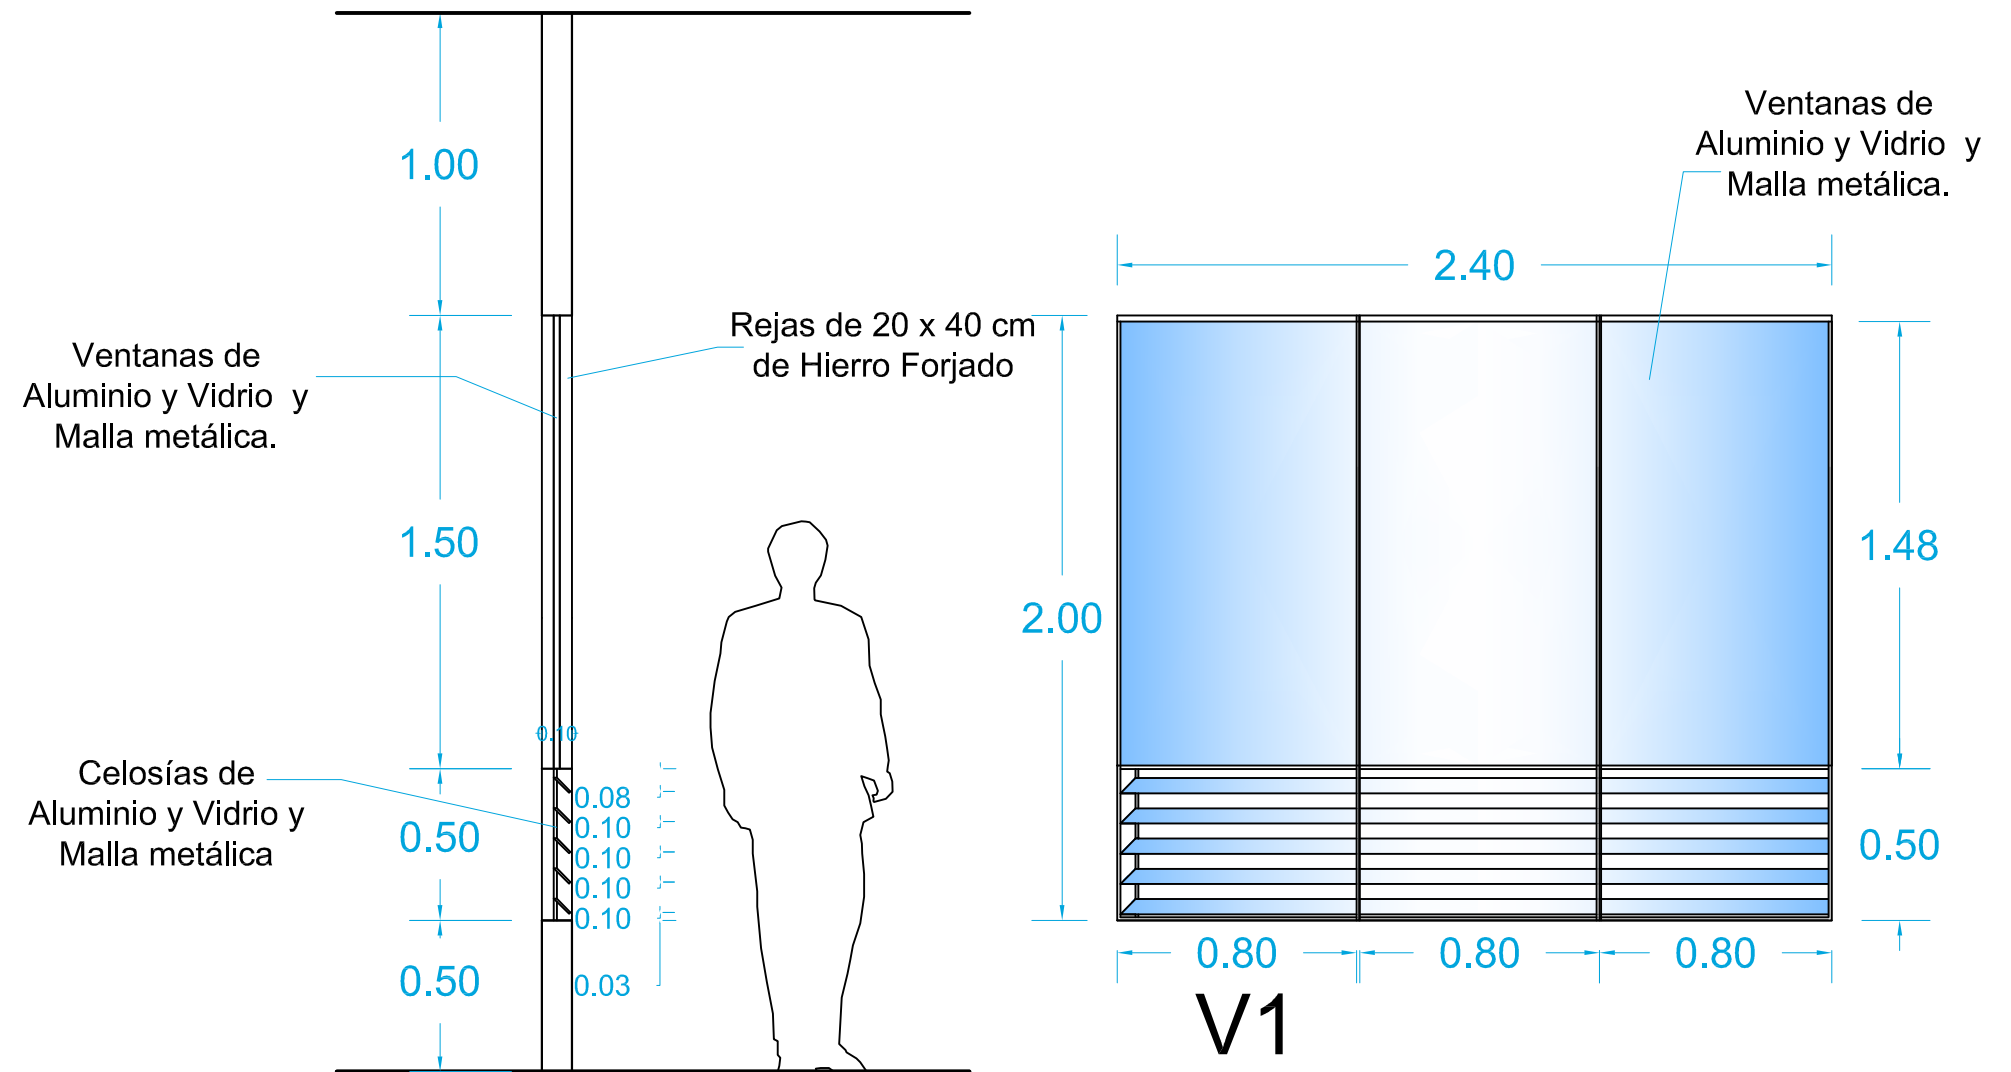 1.00
Ventanas de
Aluminio y Vidrio y
Malla metálica.
1.50
Rejas de 20 x 40 cm
de Hierro Forjado
0.10
Celosías de
Aluminio y Vidrio y
Malla metálica
0.50
0.08
0.10
0.10
0.10
0.10
0.50
0.03
Ventanas de
Aluminio y Vidrio y
Malla metálica.
2.40
2.00
1.48
0.50
0.80
0.80
0.80
V1